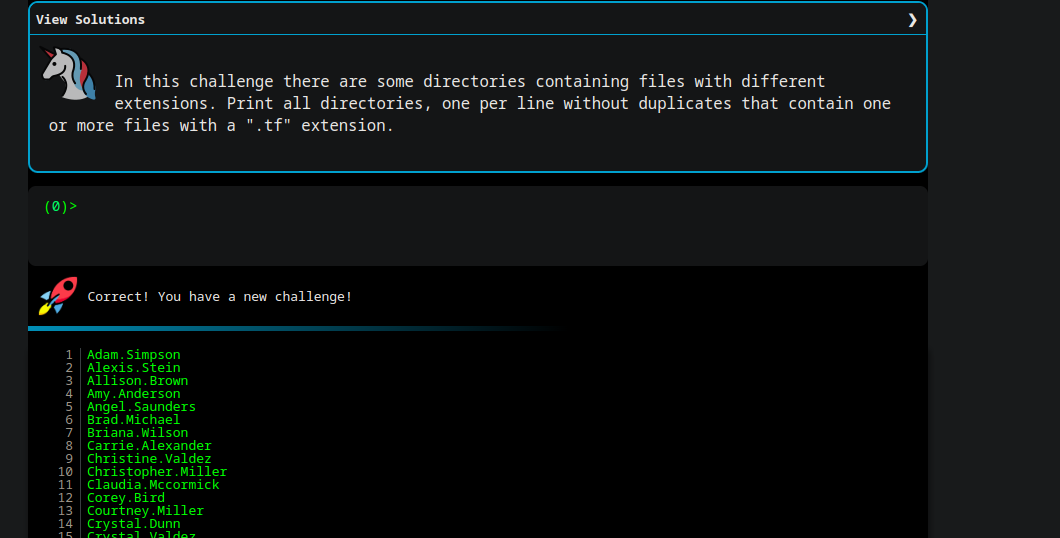 View Solutions ❯
In this challenge there are some directories containing files with different
extensions. Print all directories, one per line without duplicates that contain one
or more files with a ".tf" extension.
(0)>
Correct! You have a new challenge!
1 Adam.Simpson
2 Alexis.Stein
3 Allison.Brown
4 Amy.Anderson
5 Angel.Saunders
6 Brad.Michael
7 Briana.Wilson
8 Carrie.Alexander
9 Christine.Valdez
10 Christopher.Miller
11 Claudia.Mccormick
12 Corey.Bird
13 Courtney.Miller
14 Crystal.Dunn
15 Crystal.Valdez